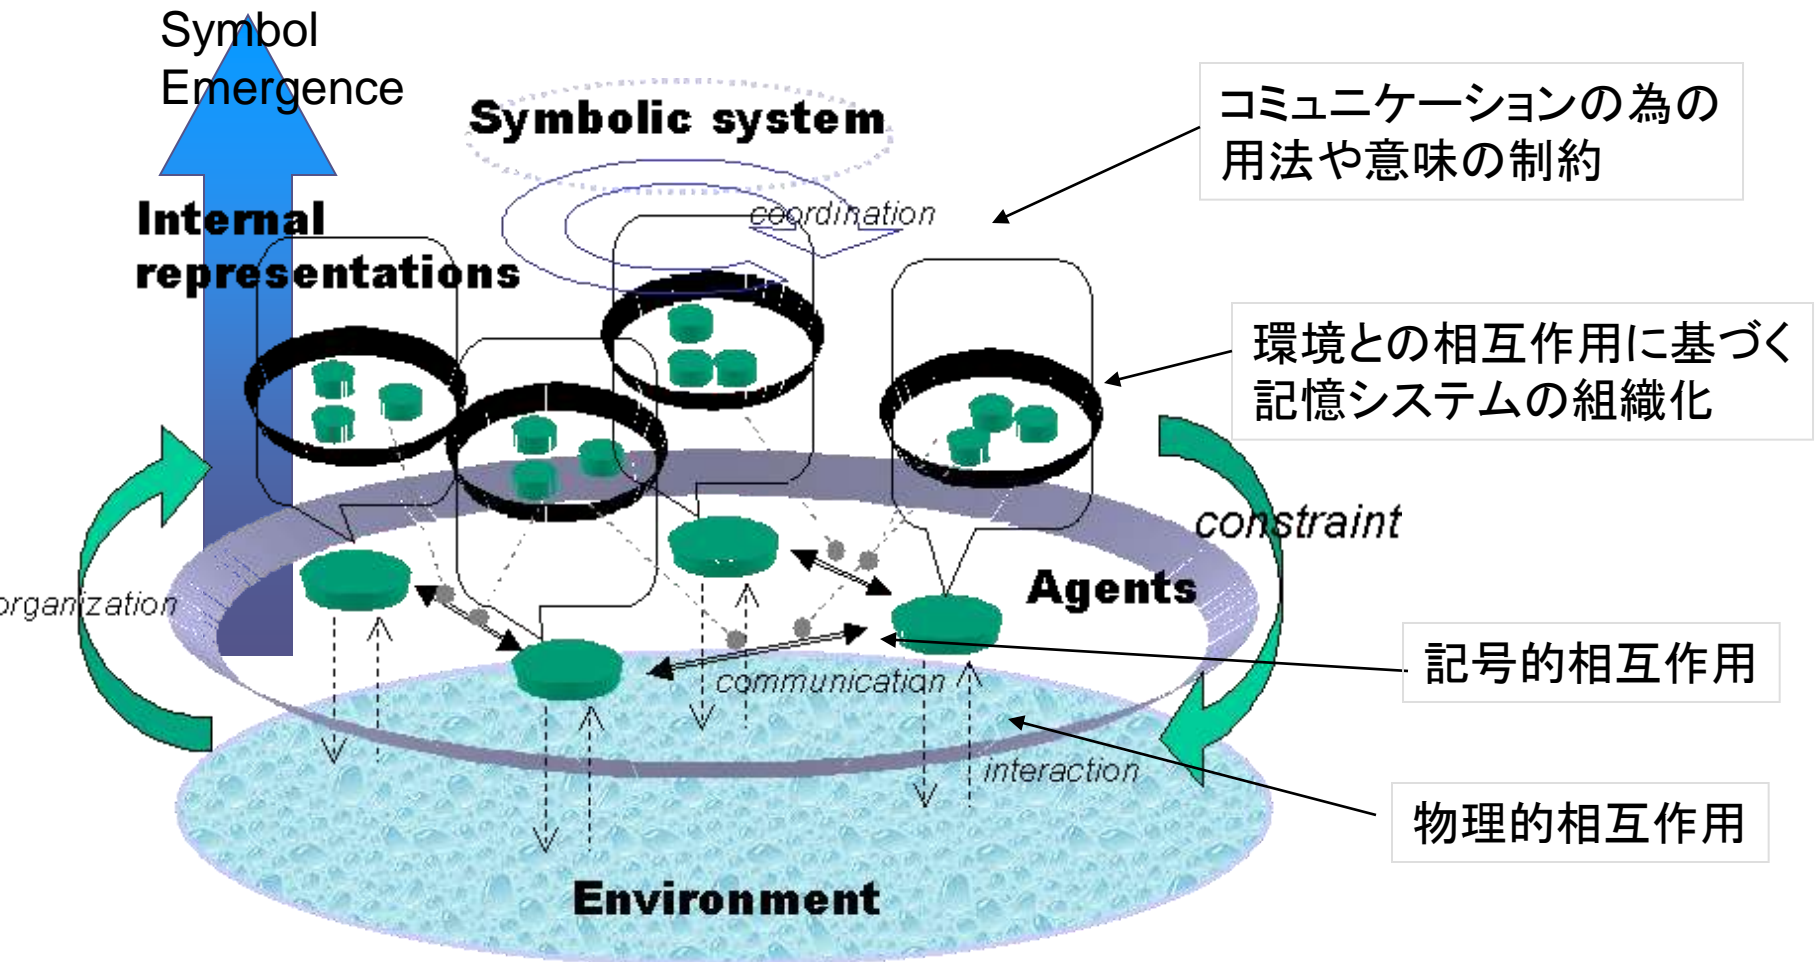 Symbol
Emergence
Symbolic system
コミュニケーションの為の
用法や意味の制約
coordination
Internal
representations
環境との相互作用に基づく
記憶システムの組織化
constraint
Agents
organization
記号的相互作用
communication
interaction
物理的相互作用
Environment